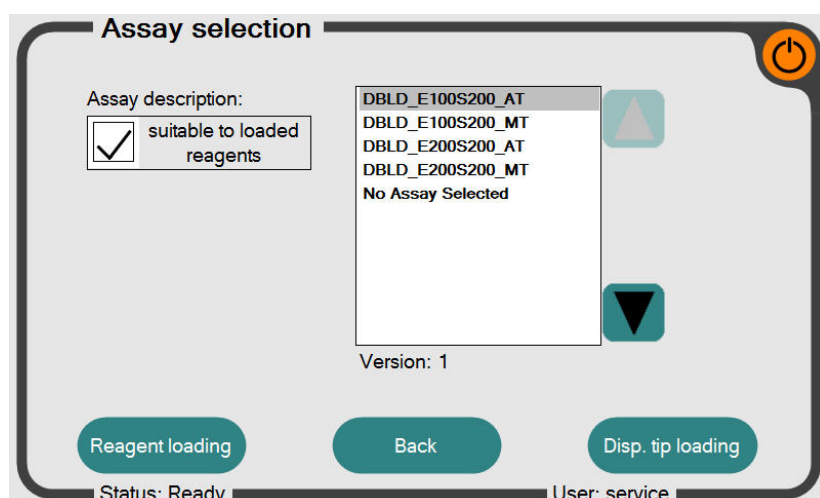 Assay selection
Assay description:
suitable to loaded
reagents
DBLD_E100S200_AT
DBLD_E100S200_MT
DBLD_E200S200_AT
DBLD_E200S200_MT
No Assay Selected
Version: 1
Reagent loading
Back
Disp. tip loading
Status: Ready
User: service